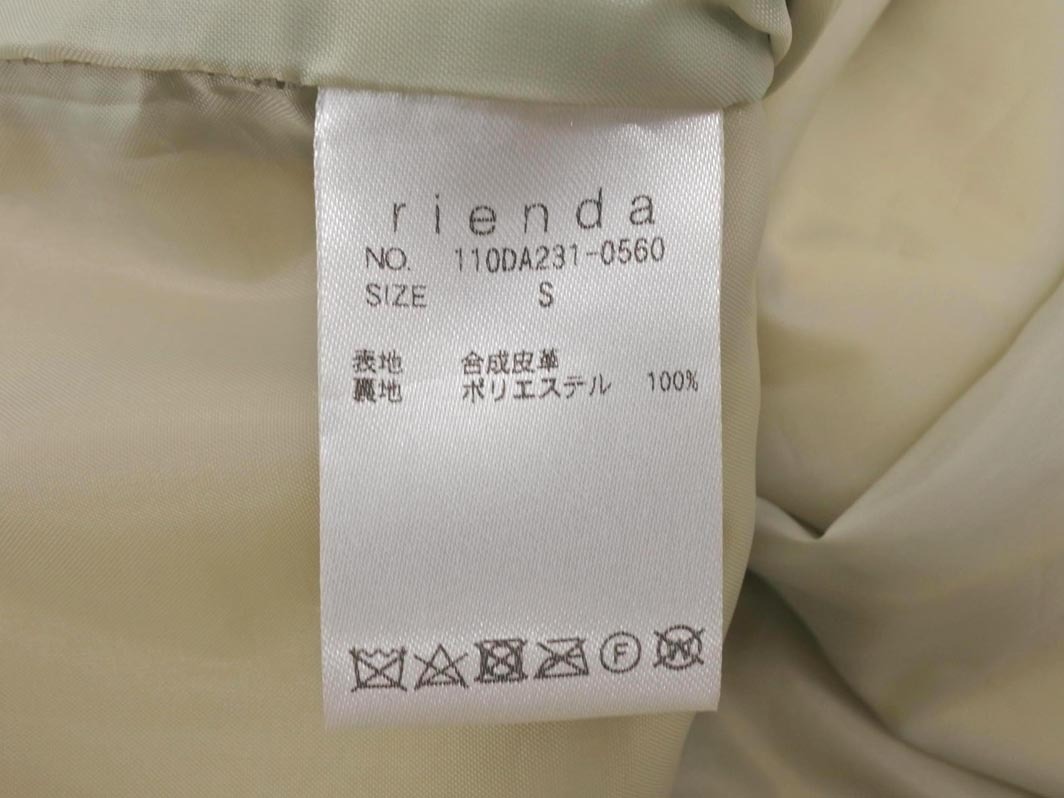 rienda
NO. 110DA231-0560
SIZE S
表地 合成皮革
裏地 ポリエステル 100%
F
W